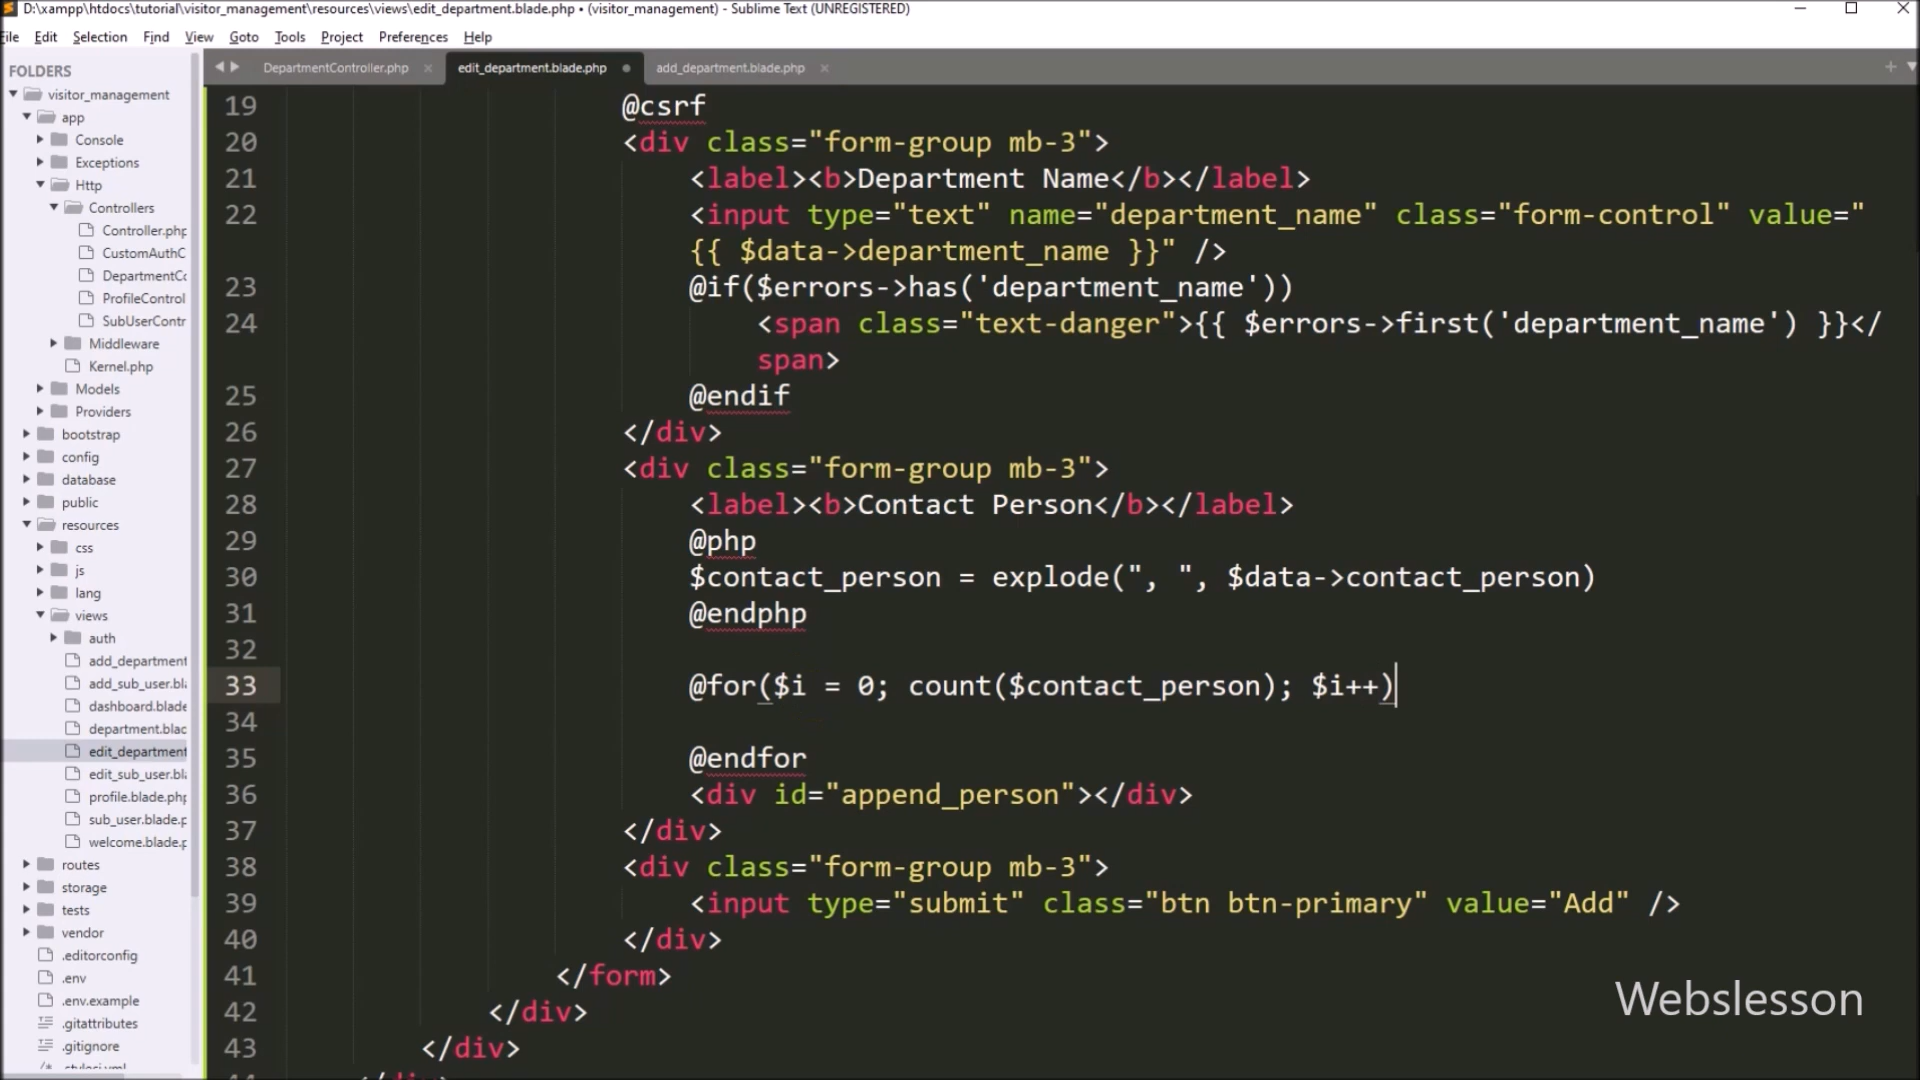 D:\xampp\htdocs\tutorial\visitor_management\resources\views\edit_department.blade.php • (visitor_management) - Sublime Text (UNREGISTERED)
File Edit Selection Find View Goto Tools Project Preferences Help
FOLDERS
visitor_management
app
Console
Exceptions
Http
Controllers
Controller.php
CustomAuthC
DepartmentCo
ProfileControl
SubUserContr
Middleware
Kernel.php
Models
Providers
bootstrap
config
database
public
resources
css
js
lang
views
auth
add_department
add_sub_user.bla
dashboard.blade
department.blad
edit_department
edit_sub_user.bla
profile.blade.php
sub_user.blade.p
welcome.blade.p
routes
storage
tests
vendor
.editorconfig
.env
.env.example
.gitattributes
.gitignore
DepartmentController.php × edit_department.blade.php • add_department.blade.php ×
19 @csrf
20 <div class="form-group mb-3">
21 <label><b>Department Name</b></label>
22 <input type="text" name="department_name" class="form-control" value="
{{ $data->department_name }}" />
23 @if($errors->has('department_name'))
24 <span class="text-danger">{{ $errors->first('department_name') }}</
span>
25 @endif
26 </div>
27 <div class="form-group mb-3">
28 <label><b>Contact Person</b></label>
29 @php
30 $contact_person = explode(", ", $data->contact_person)
31 @endphp
32
33 @for($i = 0; count($contact_person); $i++)
34
35 @endfor
36 <div id="append_person"></div>
37 </div>
38 <div class="form-group mb-3">
39 <input type="submit" class="btn btn-primary" value="Add" />
40 </div>
41 </form>
42 </div>
43 </div>
Webslesson